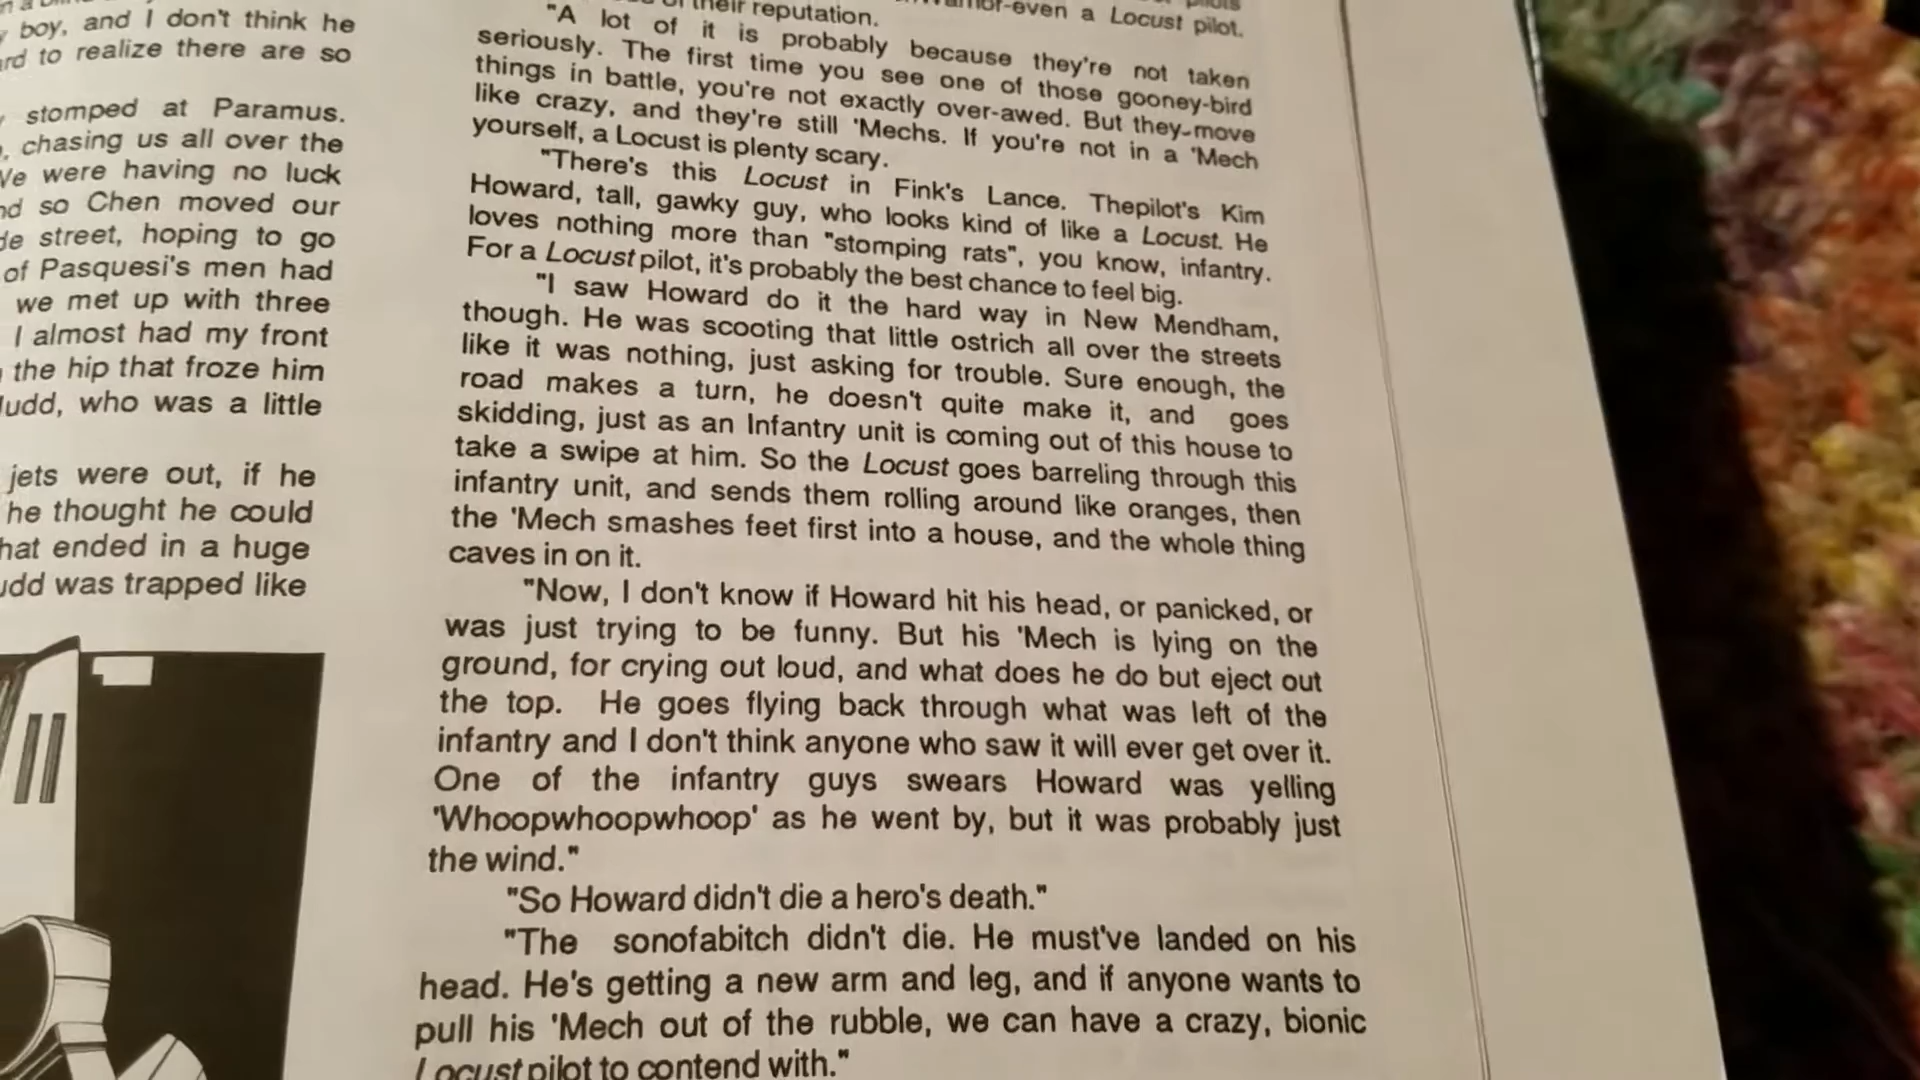 boy, and I don't think he
to realize there are so
stomped at Paramus.
chasing us all over the
were having no luck
so Chen moved our
street, hoping to go
of Pasquesi's men had
we met up with three
I almost had my front
the hip that froze him
who was a little
jets were out, if he
he thought he could
ended in a huge
was trapped like
their reputation.
even a Locust pilot.
"A lot of it is probably because they're not taken
seriously. The first time you see one of those gooney-bird
things in battle, you're not exactly over-awed. But they move
like crazy, and they're still 'Mechs. If you're not in a 'Mech
yourself, a Locust is plenty scary.
"There's this Locust in Fink's Lance. Thepilot's Kim
Howard, tall, gawky guy, who looks kind of like a Locust. He
loves nothing more than "stomping rats", you know, infantry.
For a Locust pilot, it's probably the best chance to feel big.
"I saw Howard do it the hard way in New Mendham,
though. He was scooting that little ostrich all over the streets
like it was nothing, just asking for trouble. Sure enough, the
road makes a turn, he doesn't quite make it, and goes
skidding, just as an Infantry unit is coming out of this house to
take a swipe at him. So the Locust goes barreling through this
infantry unit, and sends them rolling around like oranges, then
the 'Mech smashes feet first into a house, and the whole thing
caves in on it.
"Now, I don't know if Howard hit his head, or panicked, or
was just trying to be funny. But his 'Mech is lying on the
ground, for crying out loud, and what does he do but eject out
the top. He goes flying back through what was left of the
infantry and I don't think anyone who saw it will ever get over it.
One of the infantry guys swears Howard was yelling
'Whoopwhoopwhoop' as he went by, but it was probably just
the wind."
"So Howard didn't die a hero's death."
"The sonofabitch didn't die. He must've landed on his
head. He's getting a new arm and leg, and if anyone wants to
pull his 'Mech out of the rubble, we can have a crazy, bionic
Locust pilot to contend with."